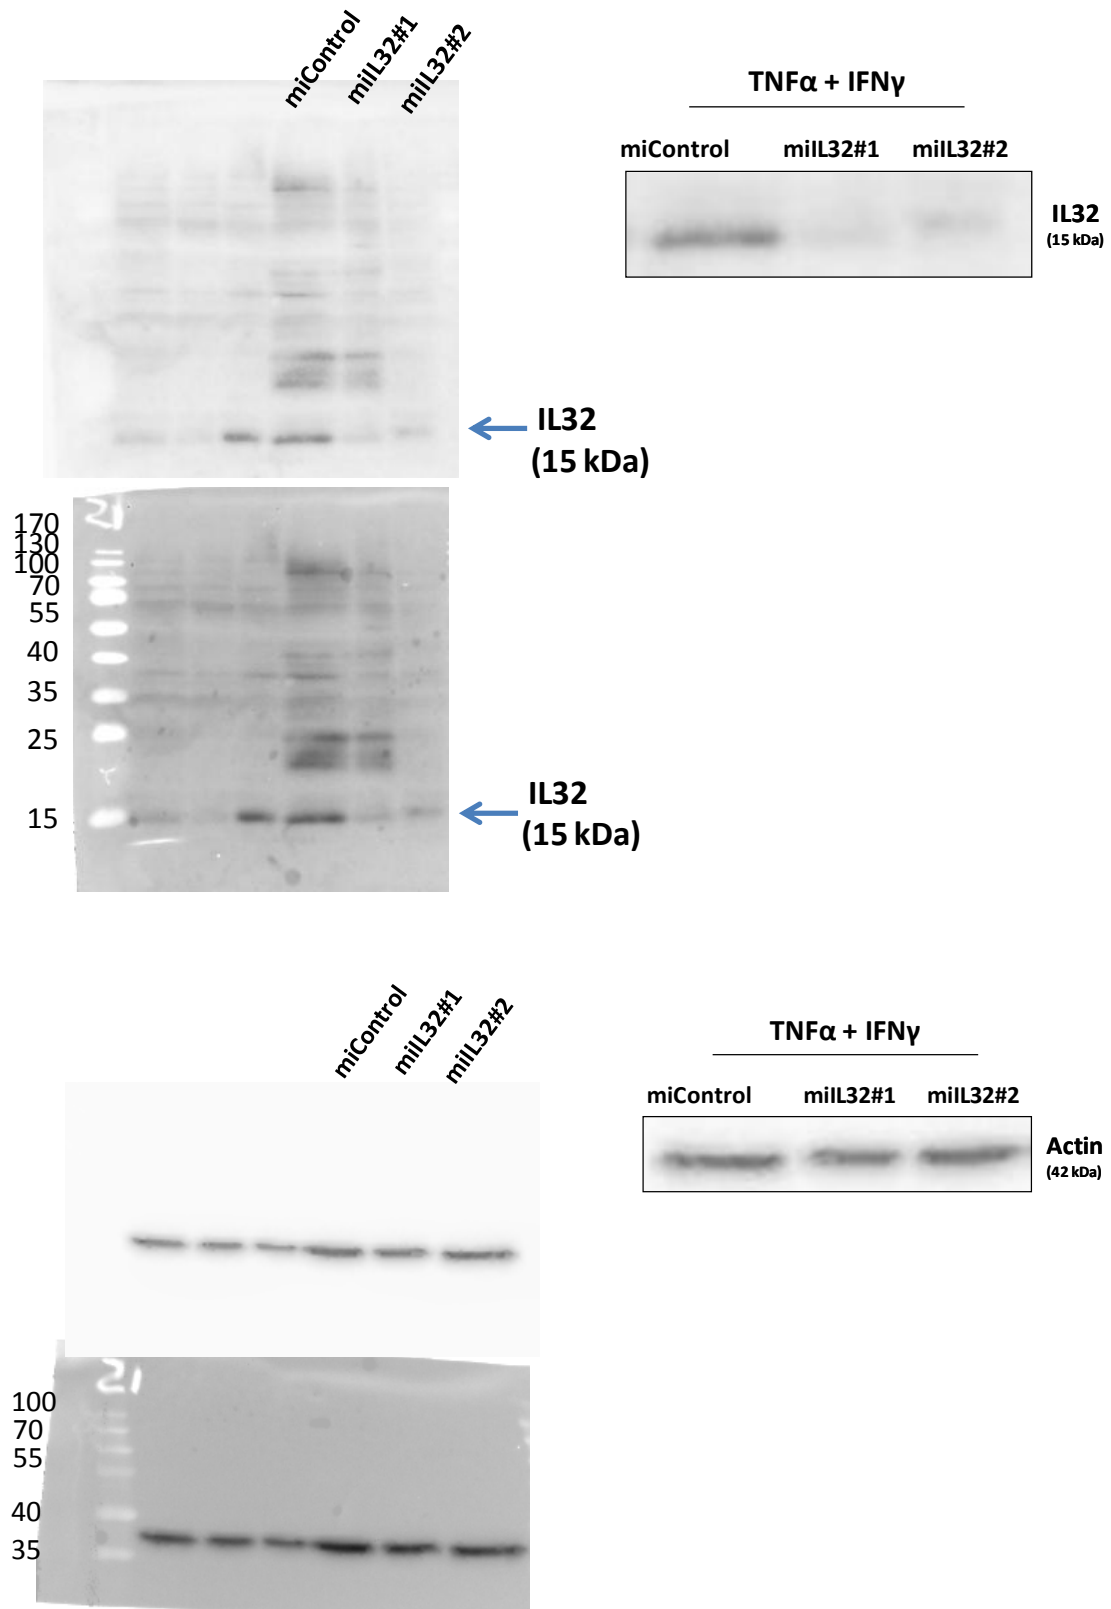 miControl
miIL32#1
miIL32#2
TNFα + IFNγ
miControl miIL32#1 miIL32#2
IL32
(15 kDa)
IL32
(15 kDa)
170
130
100
70
55
40
35
25
15
IL32
(15 kDa)
miControl
miIL32#1
miIL32#2
TNFα + IFNγ
miControl miIL32#1 miIL32#2
Actin
(42 kDa)
100
70
55
40
35